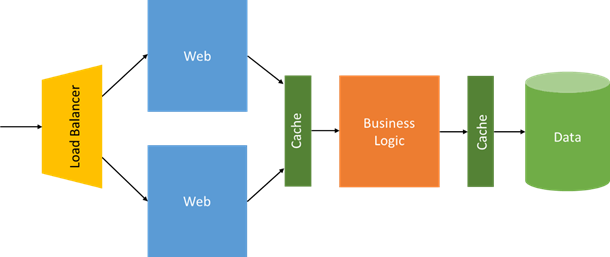 Load Balancer
Web
Web
Cache
Business
Logic
Cache
Data